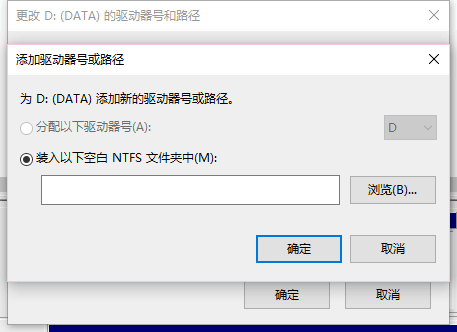 更改 D: (DATA) 的驱动器号和路径
添加驱动器号或路径
为 D: (DATA) 添加新的驱动器号或路径。
分配以下驱动器号(A):
D
装入以下空白 NTFS 文件夹中(M):
浏览(B)...
确定
取消
确定
取消